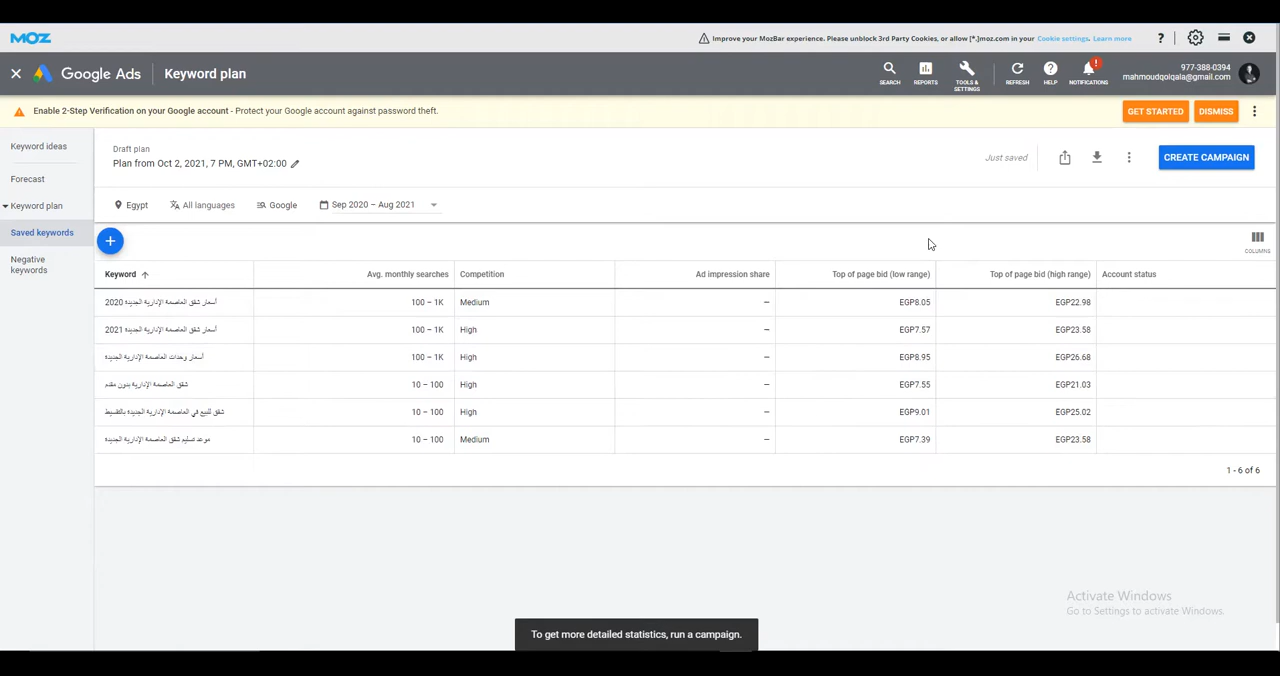 MOZ
Improve your MozBar experience. Please unblock 3rd Party Cookies, or allow [*.]moz.com in your Cookie settings. Learn more
?
Google Ads
Keyword plan
SEARCH
REPORTS
TOOLS & SETTINGS
REFRESH
HELP
NOTIFICATIONS
977-388-0394
mahmoudqoiqala@gmail.com
Enable 2-Step Verification on your Google account - Protect your Google account against password theft.
GET STARTED
DISMISS
Keyword ideas
Forecast
Keyword plan
Saved keywords
Negative keywords
Draft plan
Plan from Oct 2, 2021, 7 PM, GMT+02:00
Just saved
CREATE CAMPAIGN
Egypt
All languages
Google
Sep 2020 – Aug 2021
COLUMNS
Keyword Avg. monthly searches Competition Ad impression share Top of page bid (low range) Top of page bid (high range) Account status
أسعار شقق العاصمة الإدارية الجديدة 2020 100 – 1K Medium – EGP8.05 EGP22.98
أسعار شقق العاصمة الإدارية الجديدة 2021 100 – 1K High – EGP7.57 EGP23.58
أسعار وحدات العاصمة الإدارية الجديدة 100 – 1K High – EGP8.95 EGP26.68
شقق العاصمة الإدارية بدون مقدم 10 – 100 High – EGP7.55 EGP21.03
شقق للبيع في العاصمة الإدارية الجديدة بالتقسيط 10 – 100 High – EGP9.01 EGP25.02
موعد تسليم شقق العاصمة الإدارية الجديدة 10 – 100 Medium – EGP7.39 EGP23.58
1 - 6 of 6
Activate Windows
Go to Settings to activate Windows.
To get more detailed statistics, run a campaign.